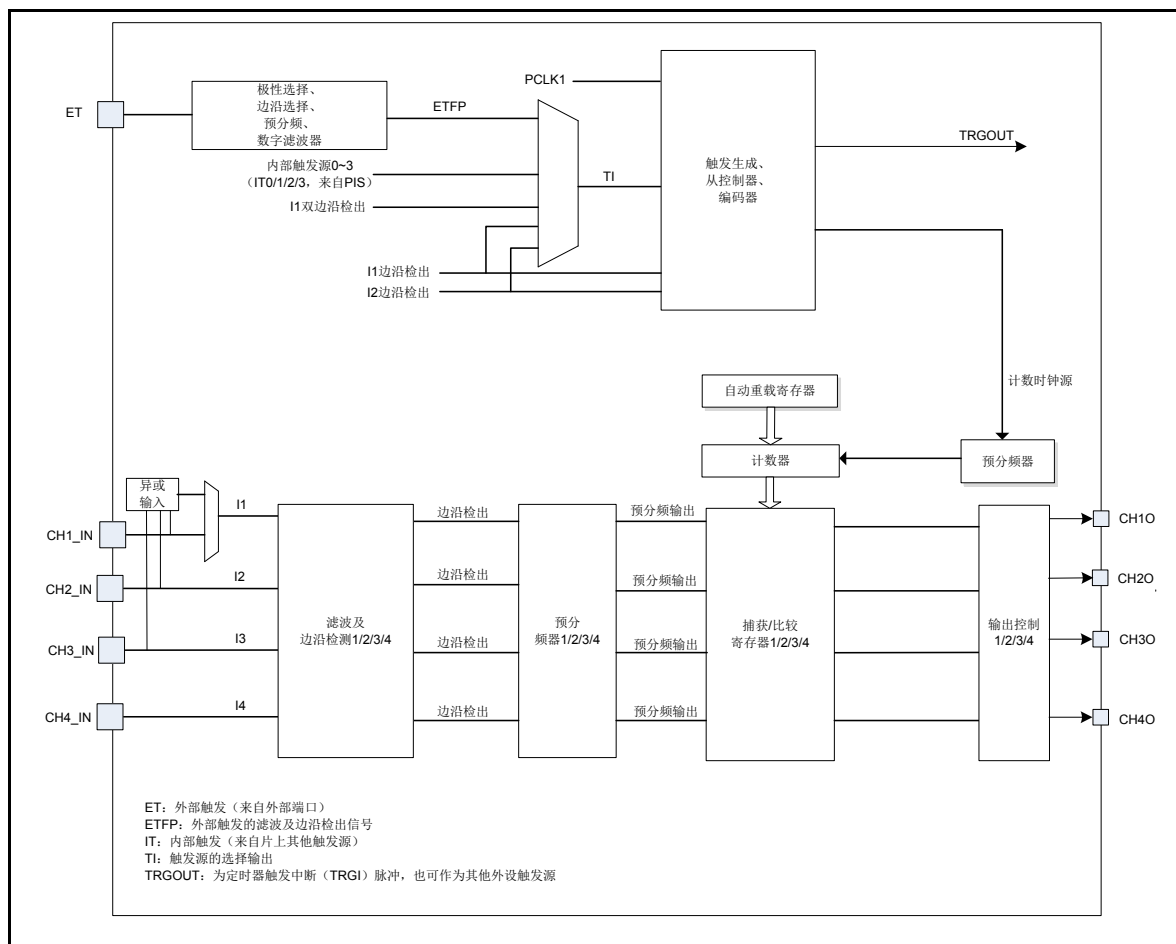 PCLK1
ET
极性选择、
边沿选择、
预分频、
数字滤波器
ETFP
内部触发源0~3
（IT0/1/2/3，来自PIS）
I1双边沿检出
TI
I1边沿检出
I2边沿检出
触发生成、
从控制器、
编码器
TRGOUT
计数时钟源
自动重载寄存器
计数器
预分频器
异或
输入
I1
CH1_IN
I2
CH2_IN
I3
CH3_IN
I4
CH4_IN
滤波及
边沿检测1/2/3/4
边沿检出
边沿检出
边沿检出
边沿检出
预分
频器1/2/3/4
预分频输出
预分频输出
预分频输出
预分频输出
捕获/比较
寄存器1/2/3/4
输出控制
1/2/3/4
CH1O
CH2O
CH3O
CH4O
ET：外部触发（来自外部端口）
ETFP：外部触发的滤波及边沿检出信号
IT：内部触发（来自片上其他触发源）
TI：触发源的选择输出
TRGOUT：为定时器触发中断（TRGI）脉冲，也可作为其他外设触发源